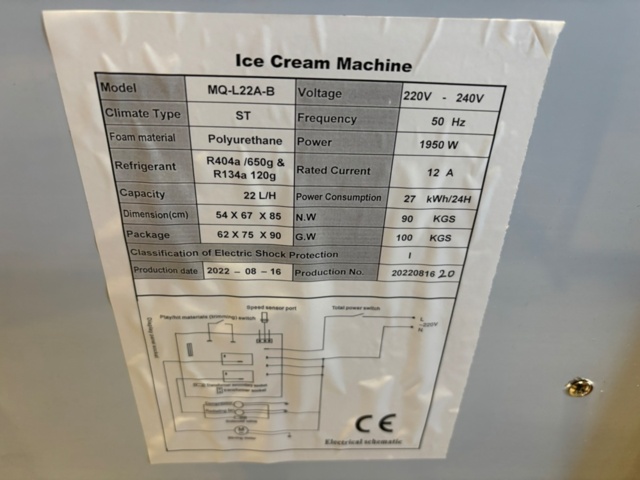 Ice Cream Machine
Model MQ-L22A-B Voltage 220V - 240V
Climate Type ST Frequency 50 Hz
Foam material Polyurethane Power 1950 W
Refrigerant R404a /650g &
R134a 120g Rated Current 12 A
Capacity 22 L/H Power Consumption 27 kWh/24H
Dimension(cm) 54 X 67 X 85 N.W 90 KGS
Package 62 X 75 X 90 G.W 100 KGS
Classification of Electric Shock Protection I
Production date 2022 – 08 – 16 Production No. 20220816 20
Speed sensor port
Total power switch
switch
L
~220V
N
CE
Electrical schematic